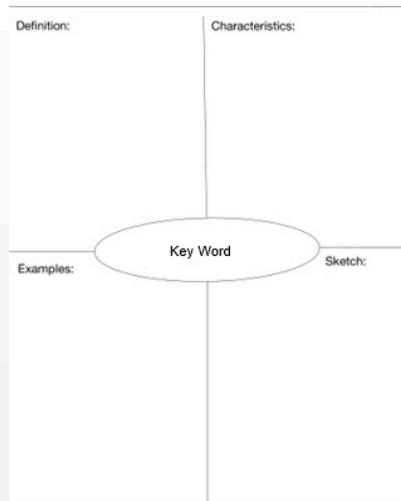 Definition:
Characteristics:
Key Word
Examples:
Sketch: